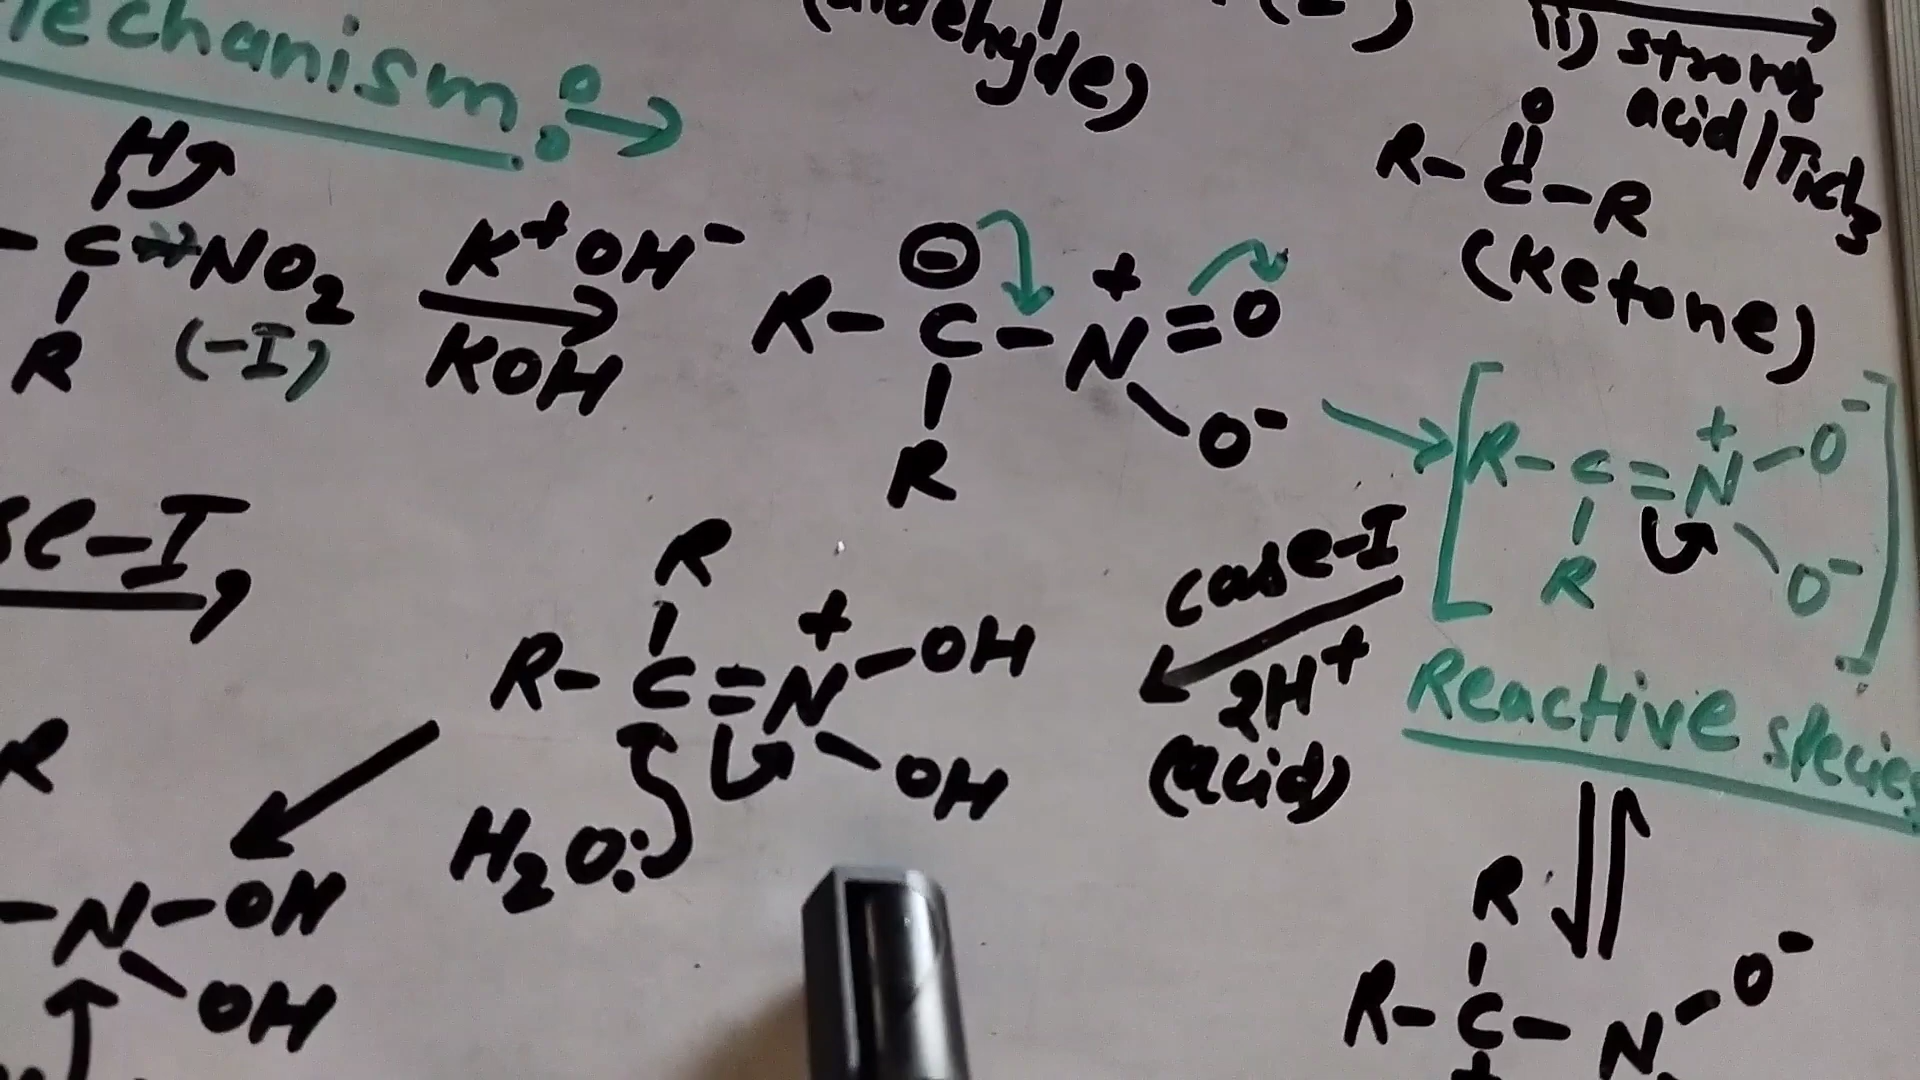 Mechanism:→
(aldehyde)
ii) strong
acid/TiCl3
O
R-C-R
(Ketone)
H
-C-NO2
R
(-I)
K+OH-
KOH
⊖ +
R-C-N=O
O-
R
[R-C=N-O-]
+
R
O-
Reactive species
case-I
2H+
(acid)
R
+
R-C=N-OH
OH
H2O:
R
-N-OH
OH
R
R-C-N-O-
+